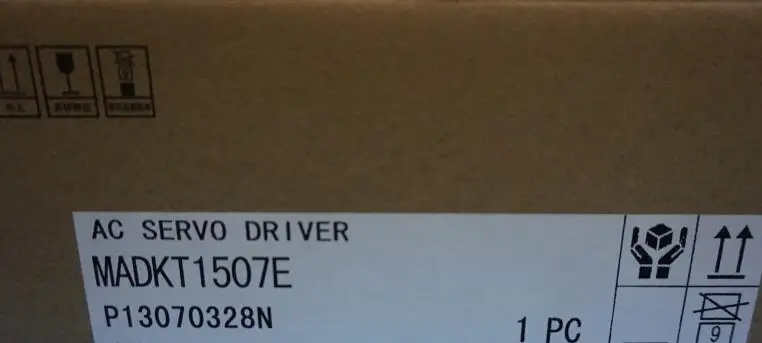 AC SERVO DRIVER
MADKT1507E
P13070328N
1 PC
9